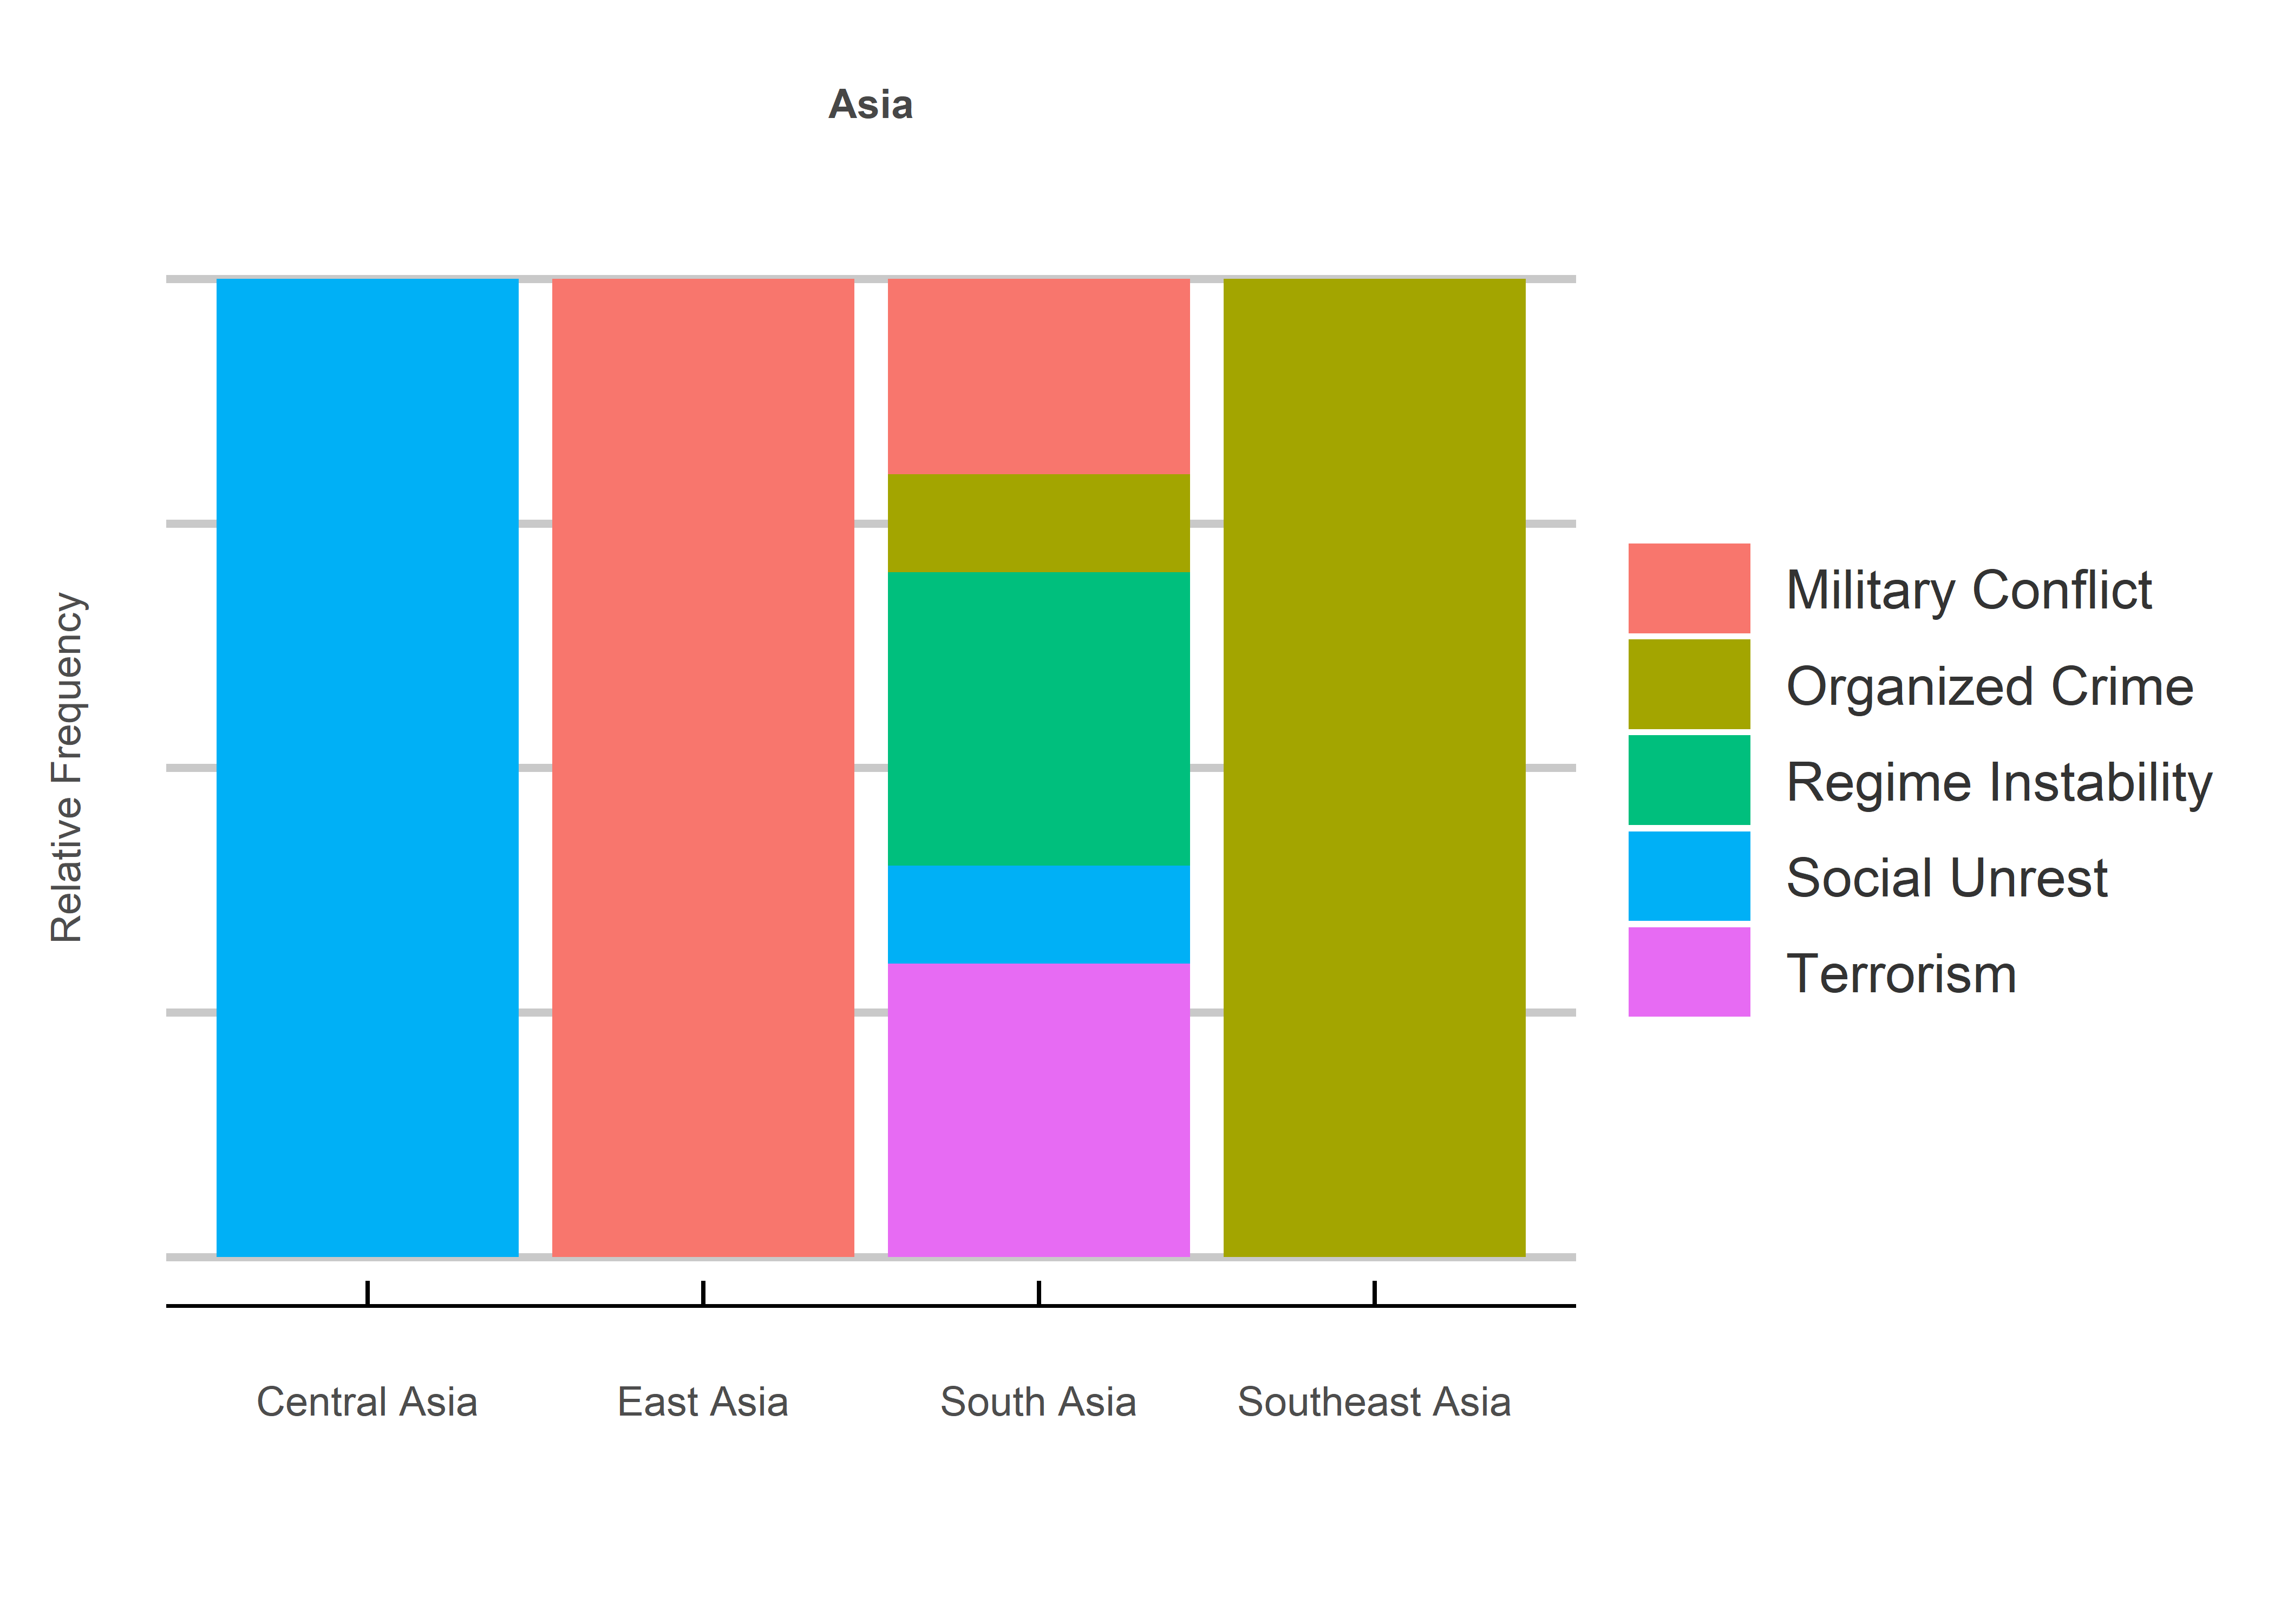 Asia
Relative Frequency
Military Conflict
Organized Crime
Regime Instability
Social Unrest
Terrorism
Central Asia
East Asia
South Asia
Southeast Asia